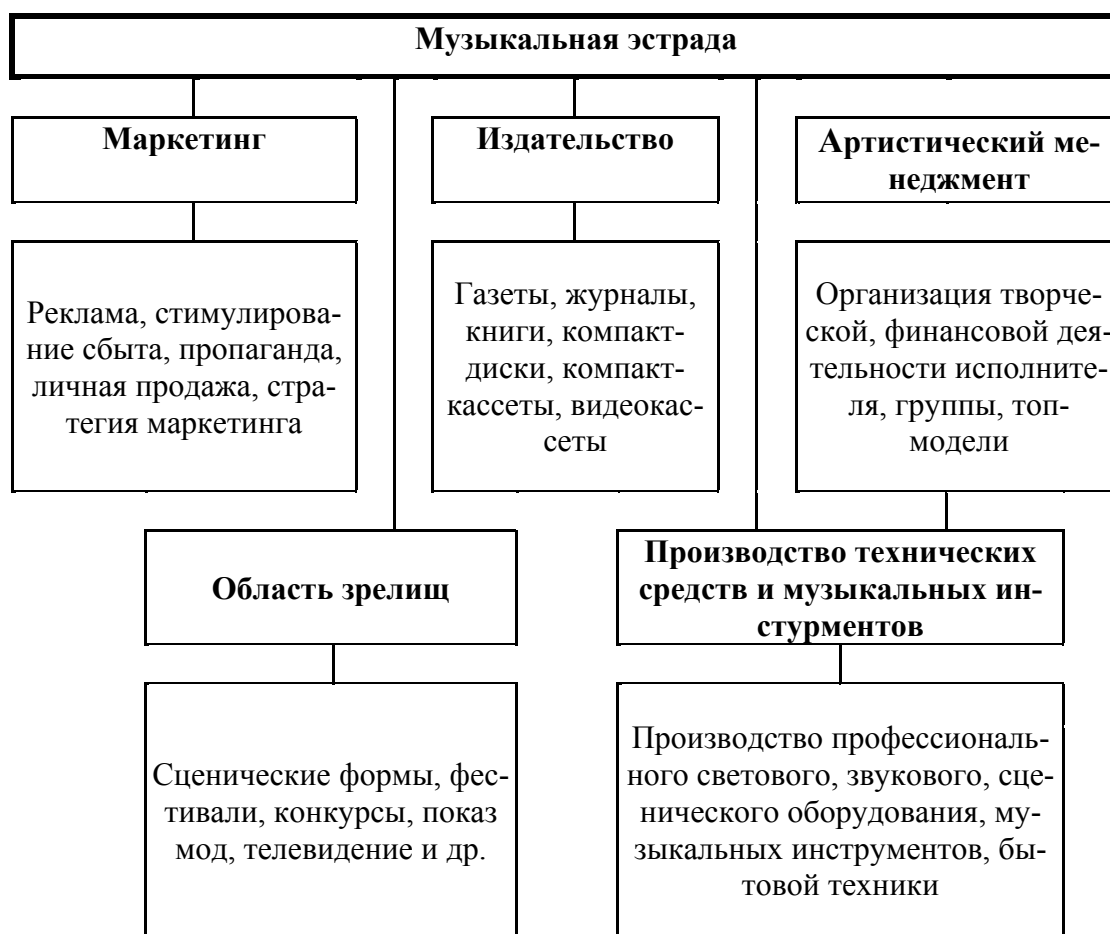 Музыкальная эстрада
Маркетинг
Издательство
Артистический ме-
неджмент
Реклама, стимулирова-
ние сбыта, пропаганда,
личная продажа, стра-
тегия маркетинга
Газеты, журналы,
книги, компакт-
диски, компакт-
кассеты, видеокас-
сеты
Организация творче-
ской, финансовой дея-
тельности исполните-
ля, группы, топ-
модели
Область зрелищ
Производство технических
средств и музыкальных ин-
стурментов
Сценические формы, фес-
тивали, конкурсы, показ
мод, телевидение и др.
Производство профессиональ-
ного светового, звукового, сце-
нического оборудования, му-
зыкальных инструментов, бы-
товой техники